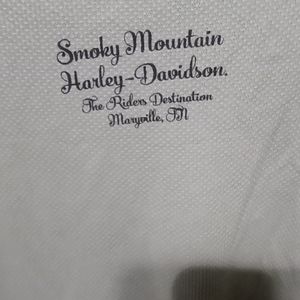 Smoky Mountain
Harley-Davidson.
The Riders Destination
Maryville, TN